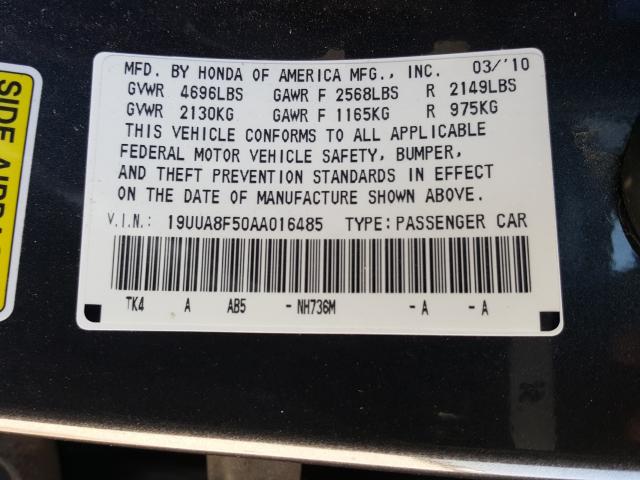 MFD. BY HONDA OF AMERICA MFG., INC. 03/'10
GVWR 4696LBS GAWR F 2568LBS R 2149LBS
GVWR 2130KG GAWR F 1165KG R 975KG
THIS VEHICLE CONFORMS TO ALL APPLICABLE
FEDERAL MOTOR VEHICLE SAFETY, BUMPER,
AND THEFT PREVENTION STANDARDS IN EFFECT
ON THE DATE OF MANUFACTURE SHOWN ABOVE.
V.I.N.: 19UUA8F50AA016485 TYPE: PASSENGER CAR
TK4 A AB5 -NH736M -A -A
SIDE